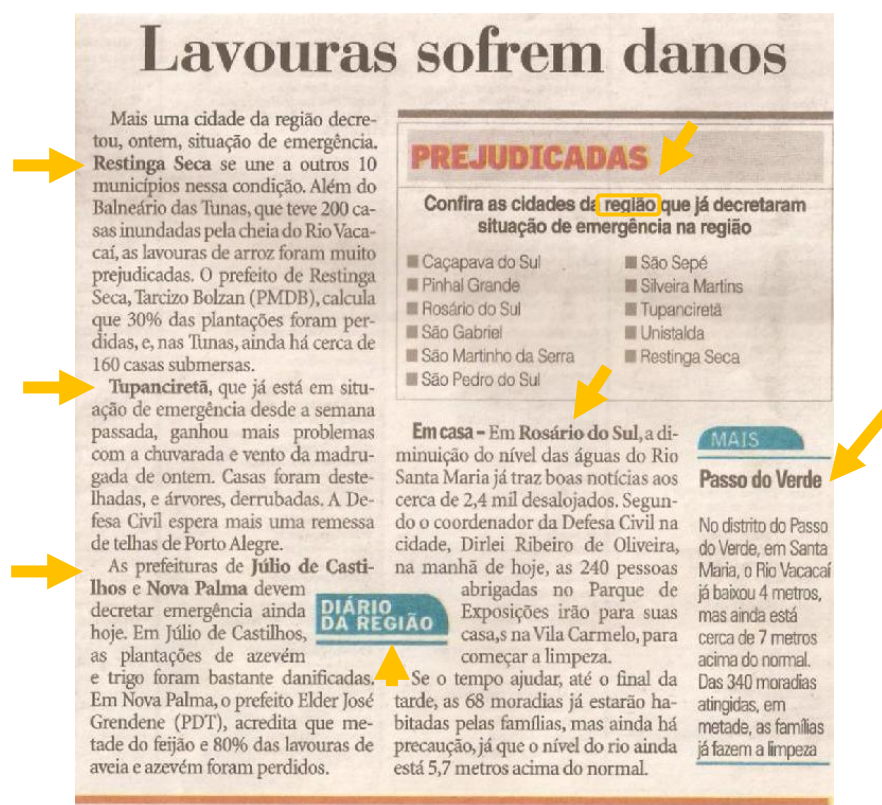 Lavouras sofrem danos
Mais uma cidade da região decre-
tou, ontem, situação de emergência.
Restinga Seca se une a outros 10
municípios nessa condição. Além do
Balneário das Tunas, que teve 200 ca-
sas inundadas pela cheia do Rio Vaca-
caí, as lavouras de arroz foram muito
prejudicadas. O prefeito de Restinga
Seca, Tarcizo Bolzan (PMDB), calcula
que 30% das plantações foram per-
didas, e, nas Tunas, ainda há cerca de
160 casas submersas.
Tupanciretã, que já está em situ-
ação de emergência desde a semana
passada, ganhou mais problemas
com a chuvarada e vento da madru-
gada de ontem. Casas foram deste-
lhadas, e árvores, derrubadas. A De-
fesa Civil espera mais uma remessa
de telhas de Porto Alegre.
As prefeituras de Júlio de Casti-
lhos e Nova Palma devem
decretar emergência ainda
hoje. Em Júlio de Castilhos,
as plantações de azevém
e trigo foram bastante danificadas.
Em Nova Palma, o prefeito Elder José
Grendene (PDT), acredita que me-
tade do feijão e 80% das lavouras de
aveia e azevém foram perdidos.
DIÁRIO
DA REGIÃO
PREJUDICADAS
Confira as cidades da região que já decretaram
situação de emergência na região
Caçapava do Sul
Pinhal Grande
Rosário do Sul
São Gabriel
São Martinho da Serra
São Pedro do Sul
São Sepé
Silveira Martins
Tupanciretã
Unistalda
Restinga Seca
Em casa – Em Rosário do Sul, a di-
minuição do nível das águas do Rio
Santa Maria já traz boas notícias aos
cerca de 2,4 mil desalojados. Segun-
do o coordenador da Defesa Civil na
cidade, Dirlei Ribeiro de Oliveira,
na manhã de hoje, as 240 pessoas
abrigadas no Parque de
Exposições irão para suas
casa,s na Vila Carmelo, para
começar a limpeza.
Se o tempo ajudar, até o final da
tarde, as 68 moradias já estarão ha-
bitadas pelas famílias, mas ainda há
precaução, já que o nível do rio ainda
está 5,7 metros acima do normal.
MAIS
Passo do Verde
No distrito do Passo
do Verde, em Santa
Maria, o Rio Vacacaí
já baixou 4 metros,
mas ainda está
cerca de 7 metros
acima do normal.
Das 340 moradias
atingidas, em
metade, as famílias
já fazem a limpeza